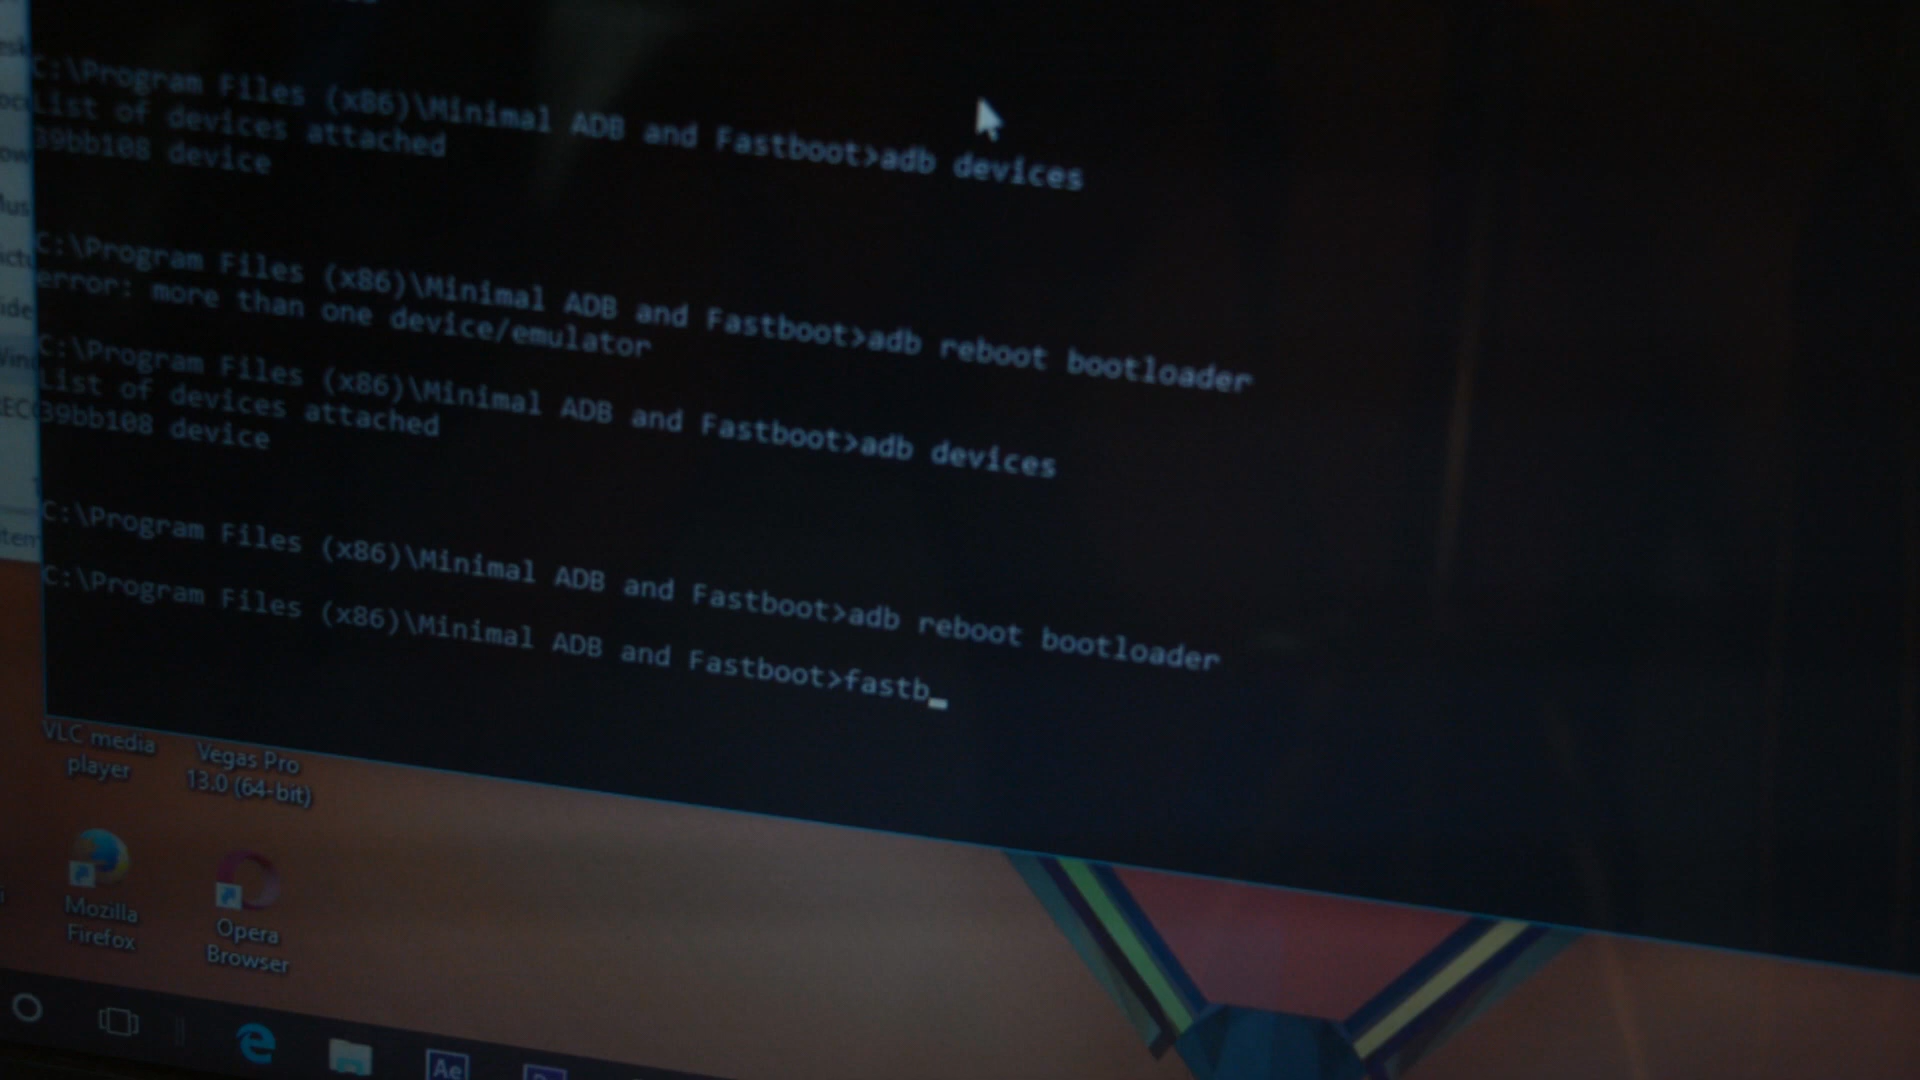 C:\Program Files (x86)\Minimal ADB and Fastboot>adb devices
List of devices attached
39bb108 device
C:\Program Files (x86)\Minimal ADB and Fastboot>adb reboot bootloader
error: more than one device/emulator
C:\Program Files (x86)\Minimal ADB and Fastboot>adb devices
List of devices attached
39bb108 device
C:\Program Files (x86)\Minimal ADB and Fastboot>adb reboot bootloader
C:\Program Files (x86)\Minimal ADB and Fastboot>fastb_
VLC media
player
Vegas Pro
13.0 (64-bit)
Mozilla
Firefox
Opera
Browser
Ae